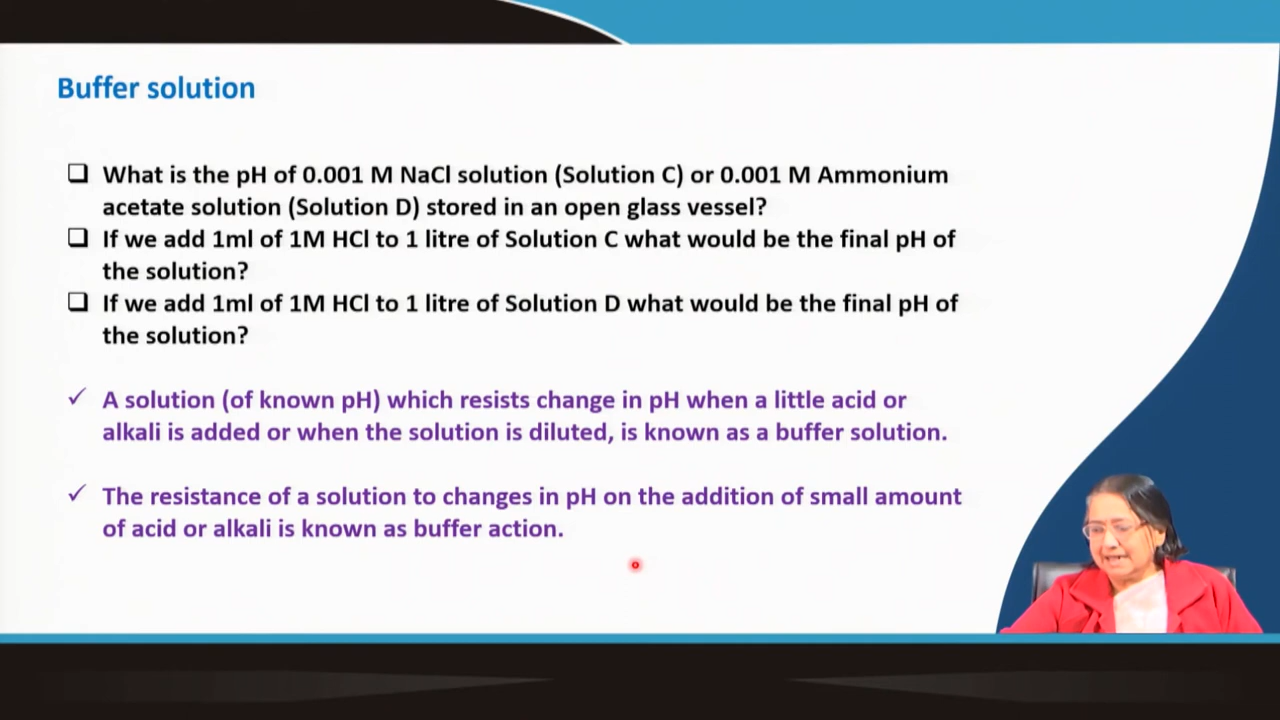 Buffer solution
❑ What is the pH of 0.001 M NaCl solution (Solution C) or 0.001 M Ammonium
acetate solution (Solution D) stored in an open glass vessel?
❑ If we add 1ml of 1M HCl to 1 litre of Solution C what would be the final pH of
the solution?
❑ If we add 1ml of 1M HCl to 1 litre of Solution D what would be the final pH of
the solution?
✓ A solution (of known pH) which resists change in pH when a little acid or
alkali is added or when the solution is diluted, is known as a buffer solution.
✓ The resistance of a solution to changes in pH on the addition of small amount
of acid or alkali is known as buffer action.